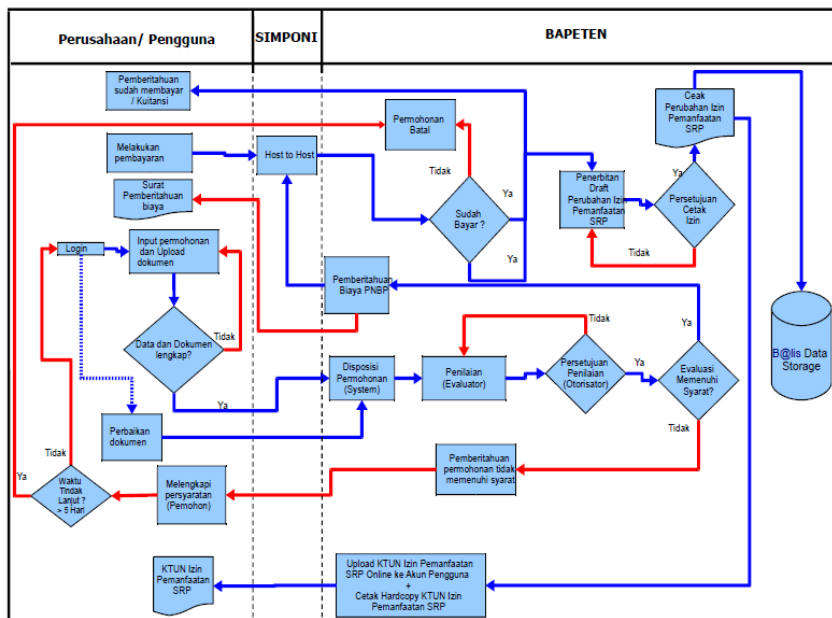 Perusahaan/ Pengguna
SIMPONI
BAPETEN
Pemberitahuan
sudah membayar
/ Kuitansi
Permohonan
Batal
Ceak
Perubahan Izin
Pemanfaatan
SRP
Melakukan
pembayaran
Host to Host
Tidak
Ya
Surat
Pemberitahuan
biaya
Sudah
Bayar ?
Ya
Penerbitan
Draft
Perubahan Izin
Pemanfaatan
SRP
Ya
Persetujuan
Cetak
Izin
Tidak
Login
Input permohonan
dan Upload
dokumen
Ya
Pemberitahuan
Biaya PNBP
Tidak
Data dan Dokumen
lengkap?
Tidak
Ya
B@lis Data
Storage
Disposisi
Permohonan
(System)
Penilaian
(Evaluator)
Persetujuan
Penilaian
(Otorisator)
Ya
Evaluasi
Memenuhi
Syarat?
Ya
Tidak
Perbaikan
dokumen
Pemberitahuan
permohonan tidak
memenuhi syarat
Tidak
Ya
Waktu
Tindak
Lanjut ?
> 5 Hari
Melengkapi
persyaratan
(Pemohon)
KTUN Izin
Pemanfaatan
SRP
Upload KTUN Izin Pemanfaatan
SRP Online ke Akun Pengguna
+
Cetak Hardcopy KTUN Izin
Pemanfaatan SRP